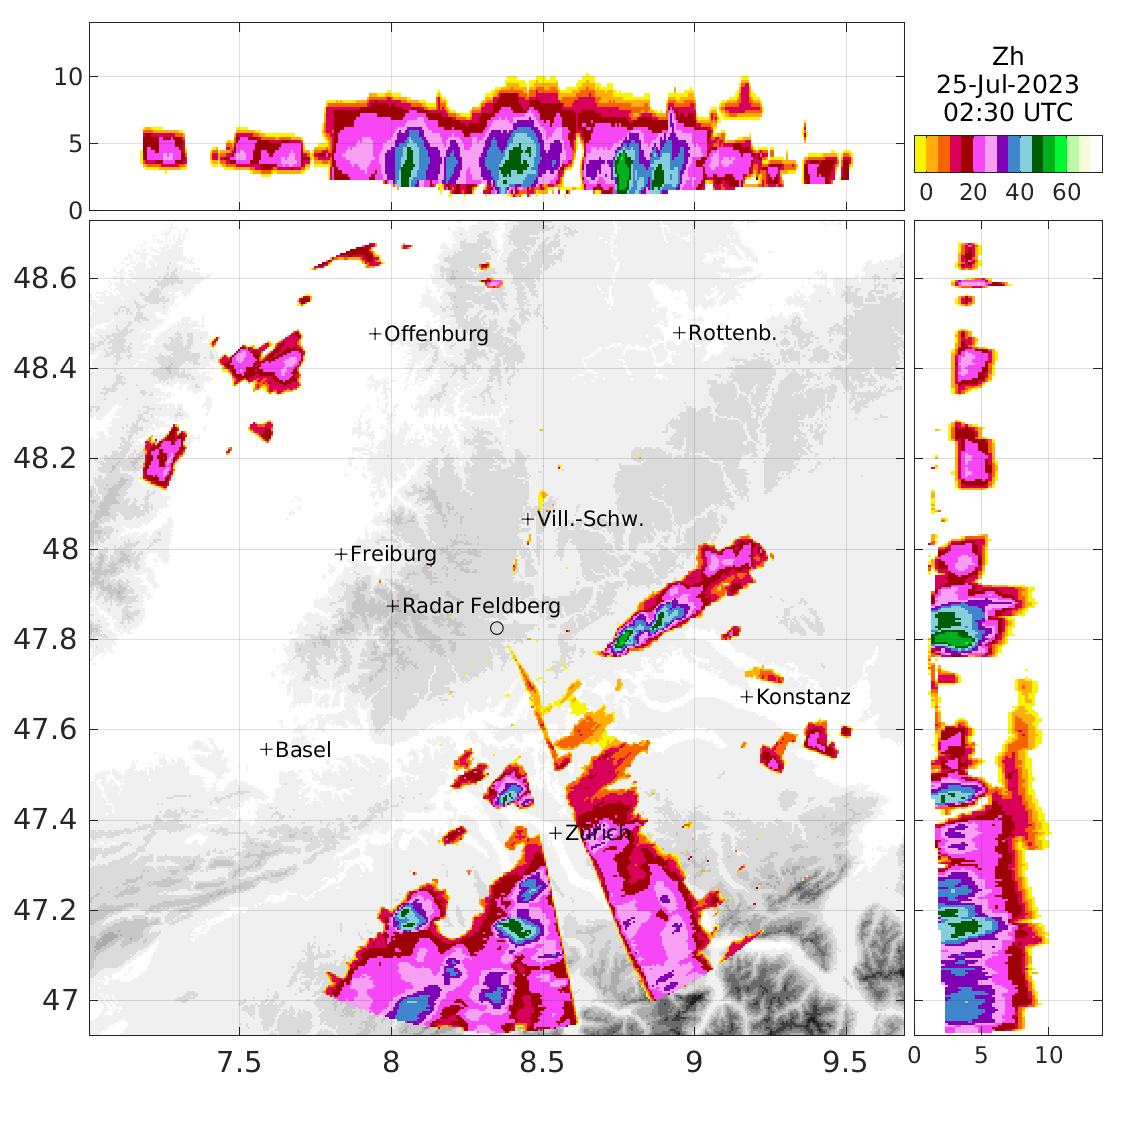 10
5
0
Zh
25-Jul-2023
02:30 UTC
0 20 40 60
48.6
48.4
48.2
48
47.8
47.6
47.4
47.2
47
Offenburg
Rottenb.
Vill.-Schw.
Freiburg
Radar Feldberg
Konstanz
Basel
Zürich
7.5 8 8.5 9 9.5
0 5 10